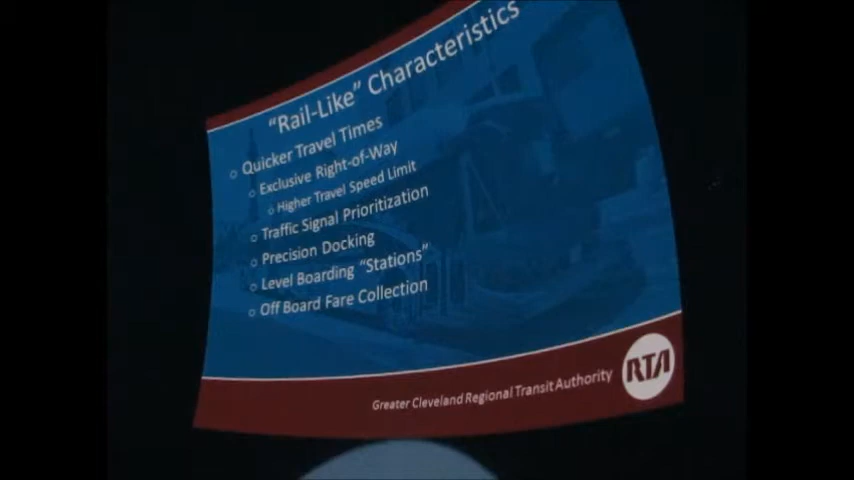 "Rail-Like" Characteristics
Quicker Travel Times
Exclusive Right-of-Way
Higher Travel Speed Limit
Traffic Signal Prioritization
Precision Docking
Level Boarding "Stations"
Off Board Fare Collection
Greater Cleveland Regional Transit Authority
RTA